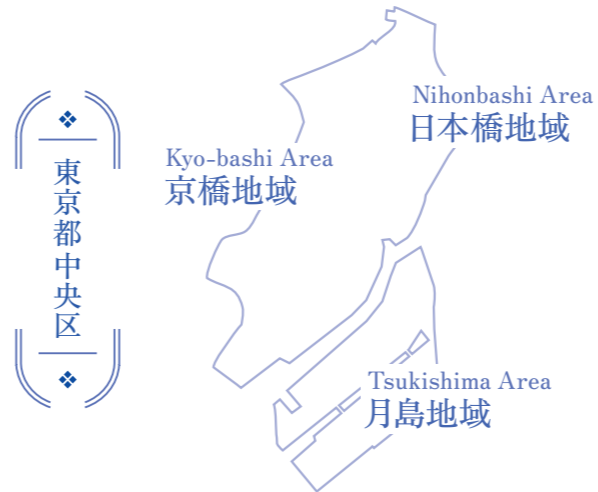 東京都中央区
Nihonbashi Area
日本橋地域
Kyo-bashi Area
京橋地域
Tsukishima Area
月島地域